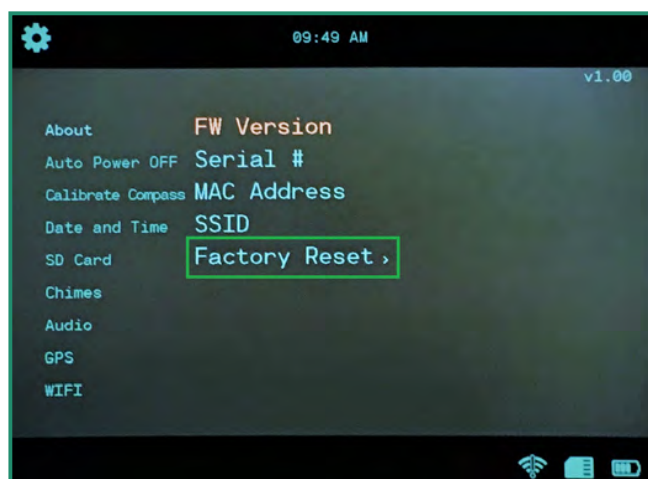 09:49 AM
v1.00
About FW Version
Auto Power OFF Serial #
Calibrate Compass MAC Address
Date and Time SSID
SD Card Factory Reset ›
Chimes
Audio
GPS
WIFI